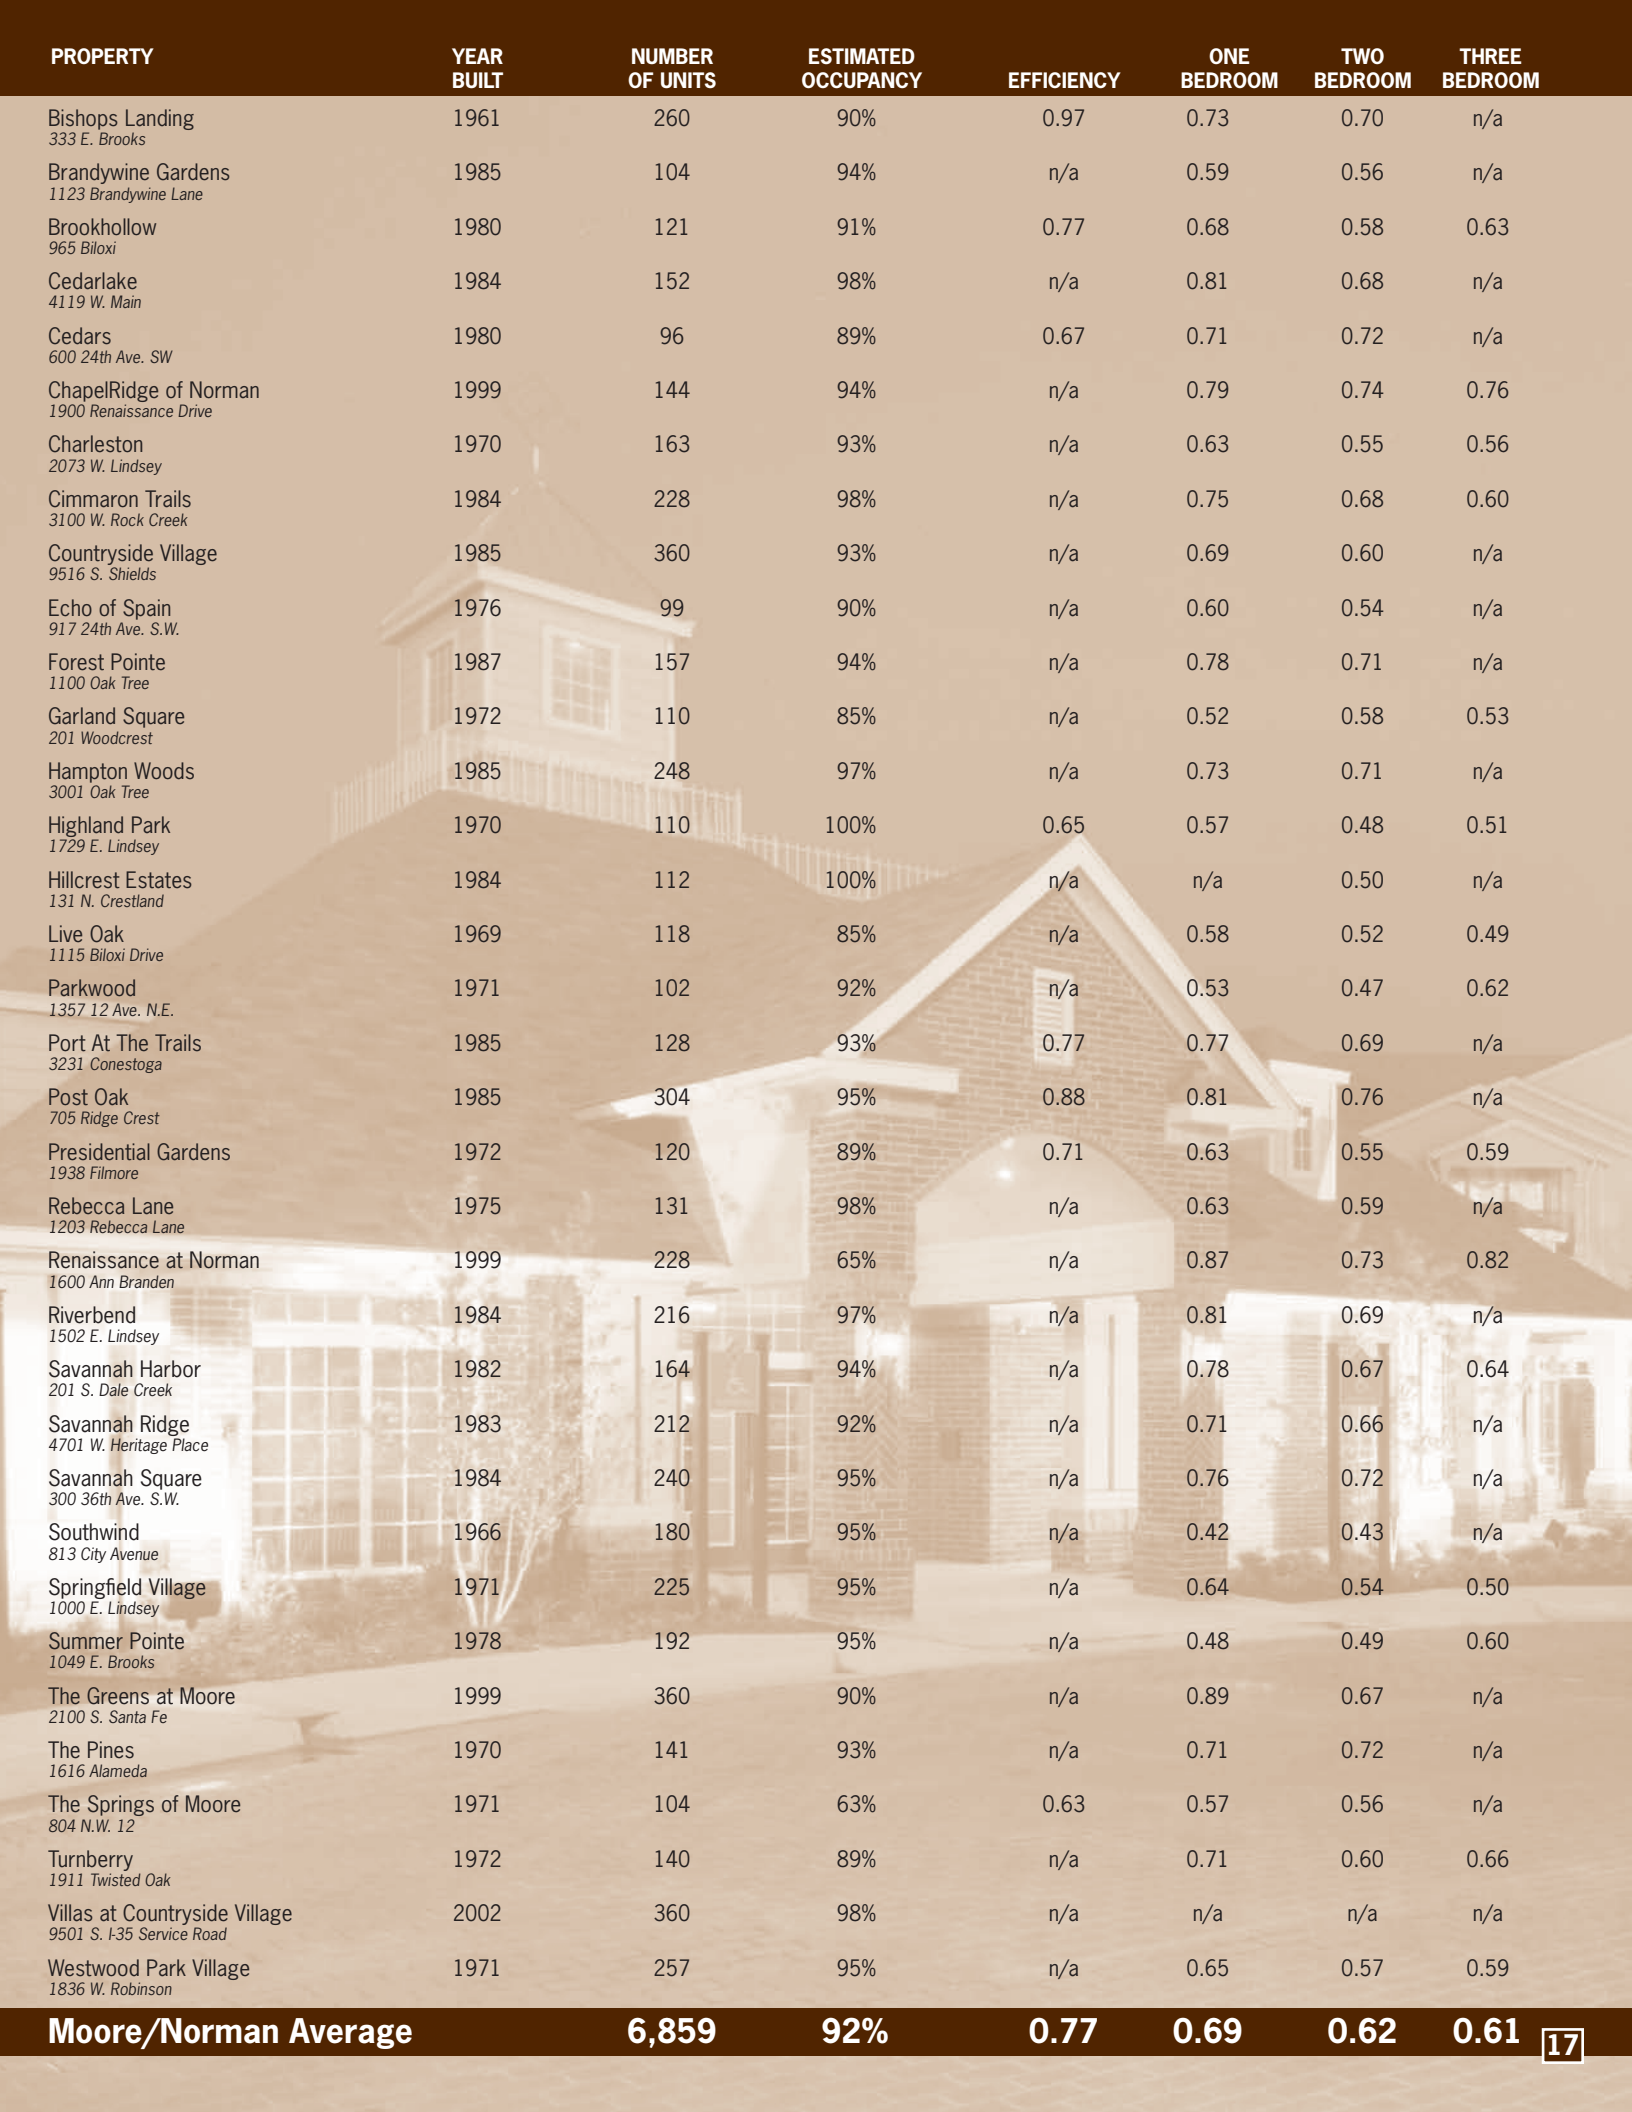 PROPERTY YEAR BUILT NUMBER OF UNITS ESTIMATED OCCUPANCY EFFICIENCY ONE BEDROOM TWO BEDROOM THREE BEDROOM
Bishops Landing 1961 260 90% 0.97 0.73 0.70 n/a
333 E. Brooks
Brandywine Gardens 1985 104 94% n/a 0.59 0.56 n/a
1123 Brandywine Lane
Brookhollow 1980 121 91% 0.77 0.68 0.58 0.63
965 Biloxi
Cedarlake 1984 152 98% n/a 0.81 0.68 n/a
4119 W. Main
Cedars 1980 96 89% 0.67 0.71 0.72 n/a
600 24th Ave. SW
ChapelRidge of Norman 1999 144 94% n/a 0.79 0.74 0.76
1900 Renaissance Drive
Charleston 1970 163 93% n/a 0.63 0.55 0.56
2073 W. Lindsey
Cimmaron Trails 1984 228 98% n/a 0.75 0.68 0.60
3100 W. Rock Creek
Countryside Village 1985 360 93% n/a 0.69 0.60 n/a
9516 S. Shields
Echo of Spain 1976 99 90% n/a 0.60 0.54 n/a
917 24th Ave. S.W.
Forest Pointe 1987 157 94% n/a 0.78 0.71 n/a
1100 Oak Tree
Garland Square 1972 110 85% n/a 0.52 0.58 0.53
201 Woodcrest
Hampton Woods 1985 248 97% n/a 0.73 0.71 n/a
3001 Oak Tree
Highland Park 1970 110 100% 0.65 0.57 0.48 0.51
1729 E. Lindsey
Hillcrest Estates 1984 112 100% n/a n/a 0.50 n/a
131 N. Crestland
Live Oak 1969 118 85% n/a 0.58 0.52 0.49
1115 Biloxi Drive
Parkwood 1971 102 92% n/a 0.53 0.47 0.62
1357 12 Ave. N.E.
Port At The Trails 1985 128 93% 0.77 0.77 0.69 n/a
3231 Conestoga
Post Oak 1985 304 95% 0.88 0.81 0.76 n/a
705 Ridge Crest
Presidential Gardens 1972 120 89% 0.71 0.63 0.55 0.59
1938 Filmore
Rebecca Lane 1975 131 98% n/a 0.63 0.59 n/a
1203 Rebecca Lane
Renaissance at Norman 1999 228 65% n/a 0.87 0.73 0.82
1600 Ann Branden
Riverbend 1984 216 97% n/a 0.81 0.69 n/a
1502 E. Lindsey
Savannah Harbor 1982 164 94% n/a 0.78 0.67 0.64
201 S. Dale Creek
Savannah Ridge 1983 212 92% n/a 0.71 0.66 n/a
4701 W. Heritage Place
Savannah Square 1984 240 95% n/a 0.76 0.72 n/a
300 36th Ave. S.W.
Southwind 1966 180 95% n/a 0.42 0.43 n/a
813 City Avenue
Springfield Village 1971 225 95% n/a 0.64 0.54 0.50
1000 E. Lindsey
Summer Pointe 1978 192 95% n/a 0.48 0.49 0.60
1049 E. Brooks
The Greens at Moore 1999 360 90% n/a 0.89 0.67 n/a
2100 S. Santa Fe
The Pines 1970 141 93% n/a 0.71 0.72 n/a
1616 Alameda
The Springs of Moore 1971 104 63% 0.63 0.57 0.56 n/a
804 N.W. 12
Turnberry 1972 140 89% n/a 0.71 0.60 0.66
1911 Twisted Oak
Villas at Countryside Village 2002 360 98% n/a n/a n/a n/a
9501 S. I-35 Service Road
Westwood Park Village 1971 257 95% n/a 0.65 0.57 0.59
1836 W. Robinson
Moore/Norman Average 6,859 92% 0.77 0.69 0.62 0.61
17